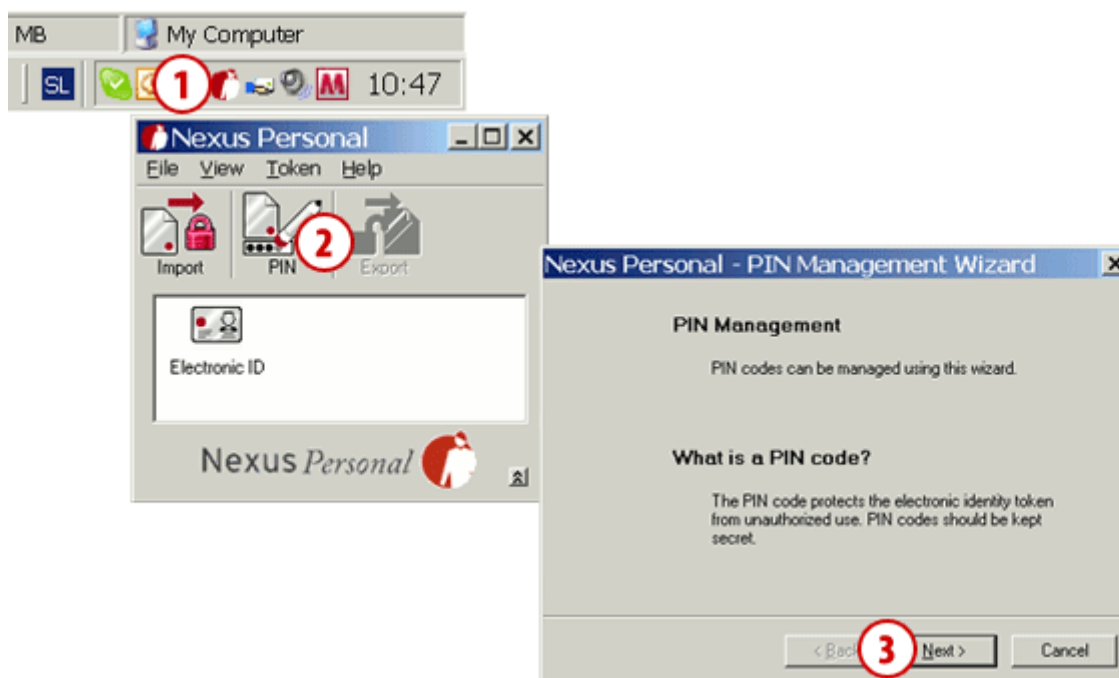 MB My Computer
SL 1 10:47
Nexus Personal
File View Token Help
Import PIN 2 Export
Electronic ID
Nexus Personal
Nexus Personal - PIN Management Wizard
PIN Management
PIN codes can be managed using this wizard.
What is a PIN code?
The PIN code protects the electronic identity token
from unauthorized use. PIN codes should be kept
secret.
< Back 3 Next > Cancel